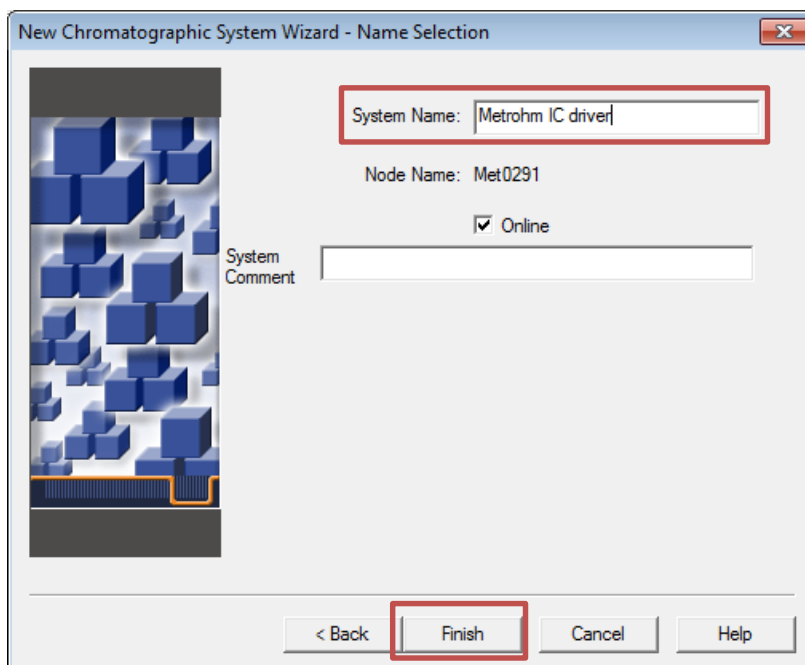 New Chromatographic System Wizard - Name Selection
System Name: Metrohm IC driver
Node Name: Met0291
Online
System
Comment
< Back Finish Cancel Help